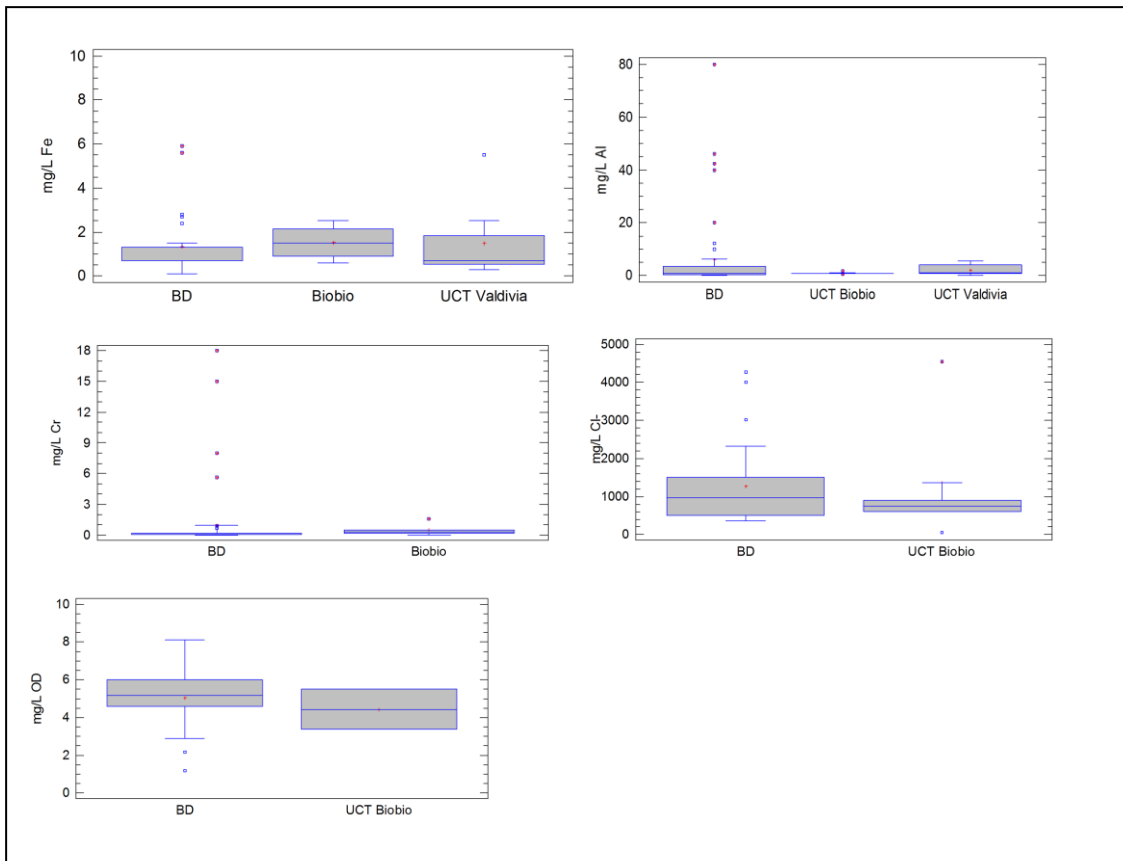 10
8
6
4
2
0
mg/L Fe
BD
Biobio
UCT Valdivia
80
60
40
20
0
mg/L Al
BD
UCT Biobio
UCT Valdivia
18
15
12
9
6
3
0
mg/L Cr
BD
Biobio
5000
4000
3000
2000
1000
0
mg/L Cl-
BD
UCT Biobio
10
8
6
4
2
0
mg/L OD
BD
UCT Biobio